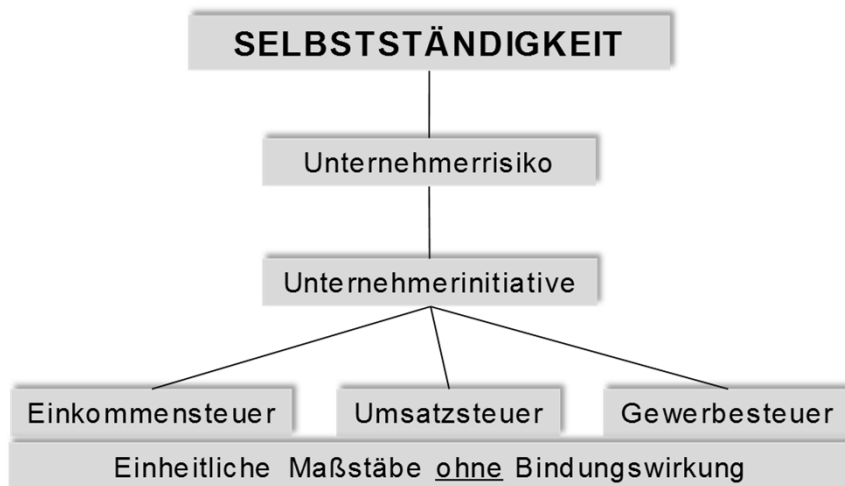 SELBSTSTÄNDIGKEIT
Unternehmerrisiko
Unternehmerinitiative
Einkommensteuer
Umsatzsteuer
Gewerbesteuer
Einheitliche Maßstäbe ohne Bindungswirkung